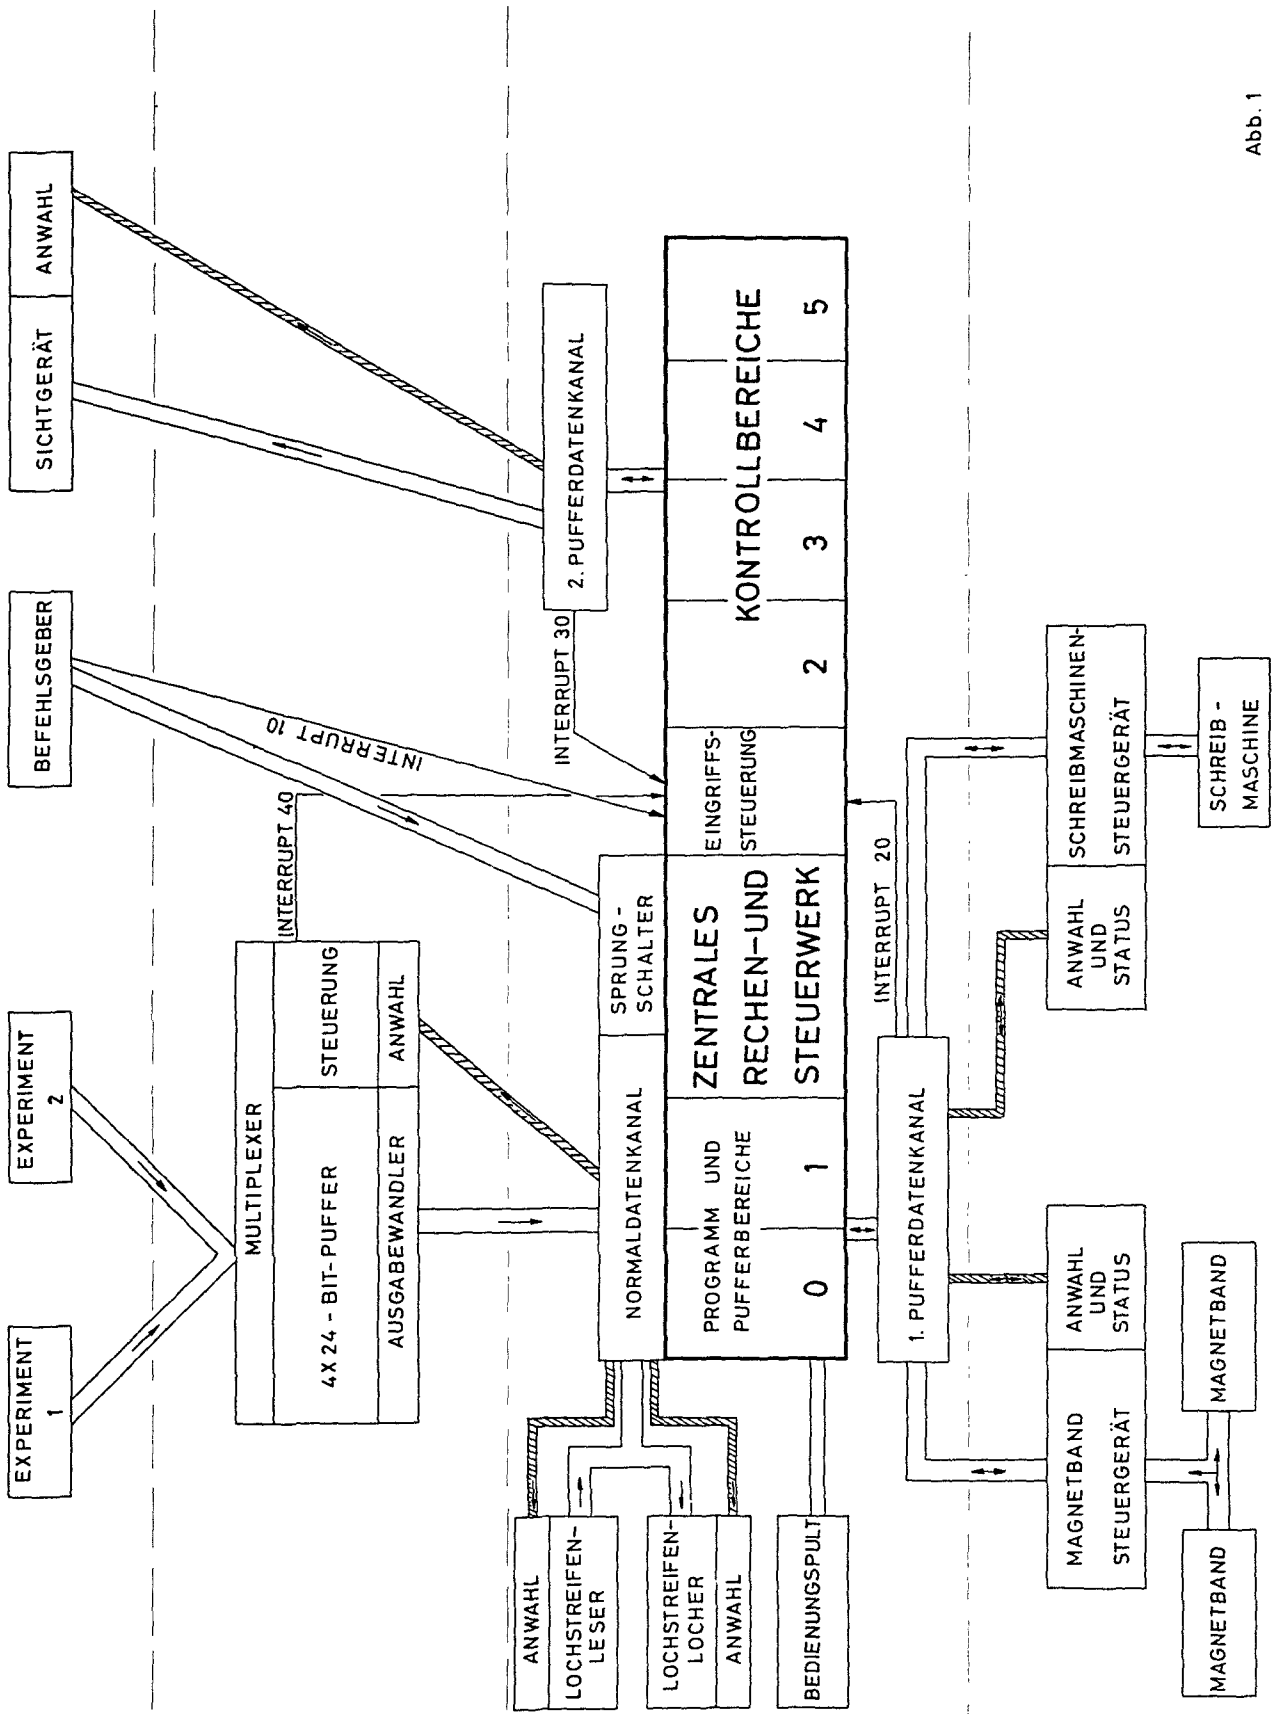 EXPERIMENT
1
EXPERIMENT
2
BEFEHLSGEBER
SICHTGERÄT
ANWAHL
MULTIPLEXER
4X24-BIT-PUFFER
STEUERUNG
AUSGABEWANDLER
ANWAHL
INTERRUPT 40
INTERRUPT 10
INTERRUPT 30
2. PUFFERDATENKANAL
ANWAHL
LOCHSTREIFEN-
LESER
LOCHSTREIFEN-
LOCHER
ANWAHL
BEDIENUNGSPULT
NORMALDATENKANAL
SPRUNG-
SCHALTER
PROGRAMM UND
PUFFERBEREICHE
0
1
ZENTRALES
RECHEN-UND
STEUERWERK
EINGRIFFS-
STEUERUNG
KONTROLLBEREICHE
2
3
4
5
INTERRUPT 20
1. PUFFERDATENKANAL
MAGNETBAND
STEUERGERÄT
ANWAHL
UND
STATUS
ANWAHL
UND
STATUS
SCHREIBMASCHINEN-
STEUERGERÄT
MAGNETBAND
MAGNETBAND
SCHREIB-
MASCHINE
Abb. 1